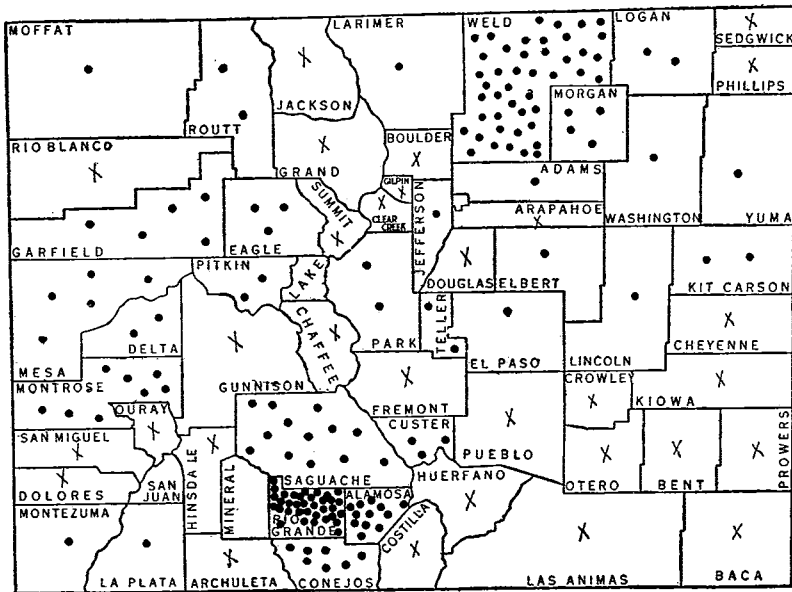 MOFFAT
LARIMER
WELD
LOGAN
SEDGWICK
PHILLIPS
JACKSON
MORGAN
ROUTT
RIO BLANCO
GRAND
BOULDER
GILPIN
ADAMS
SUMMIT
CLEAR
CREEK
JEFFERSON
ARAPAHOE
WASHINGTON
YUMA
GARFIELD
EAGLE
PITKIN
LAKE
DOUGLAS
ELBERT
KIT CARSON
CHAFFEE
PARK
TELLER
DELTA
EL PASO
LINCOLN
CHEYENNE
MESA
MONTROSE
GUNNISON
CROWLEY
KIOWA
OURAY
FREMONT
CUSTER
SAN MIGUEL
PUEBLO
OTERO
BENT
PROWERS
HINSDALE
MINERAL
SAGUACHE
HUERFANO
DOLORES
SAN
JUAN
MONTEZUMA
RIO
GRANDE
ALAMOSA
COSTILLA
LA PLATA
ARCHULETA
CONEJOS
LAS ANIMAS
BACA